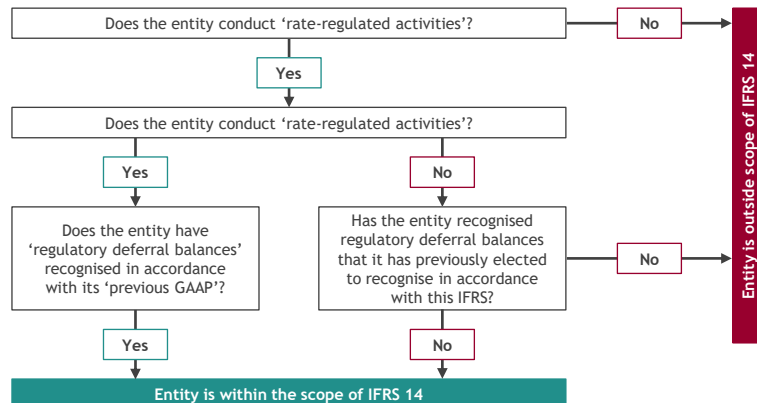 Does the entity conduct ‘rate-regulated activities’?
No
Yes
Does the entity conduct ‘rate-regulated activities’?
Yes
No
Does the entity have
‘regulatory deferral balances’
recognised in accordance
with its ‘previous GAAP’?
Has the entity recognised
regulatory deferral balances
that it has previously elected
to recognise in accordance
with this IFRS?
No
Yes
No
Entity is within the scope of IFRS 14
Entity is outside scope of IFRS 14